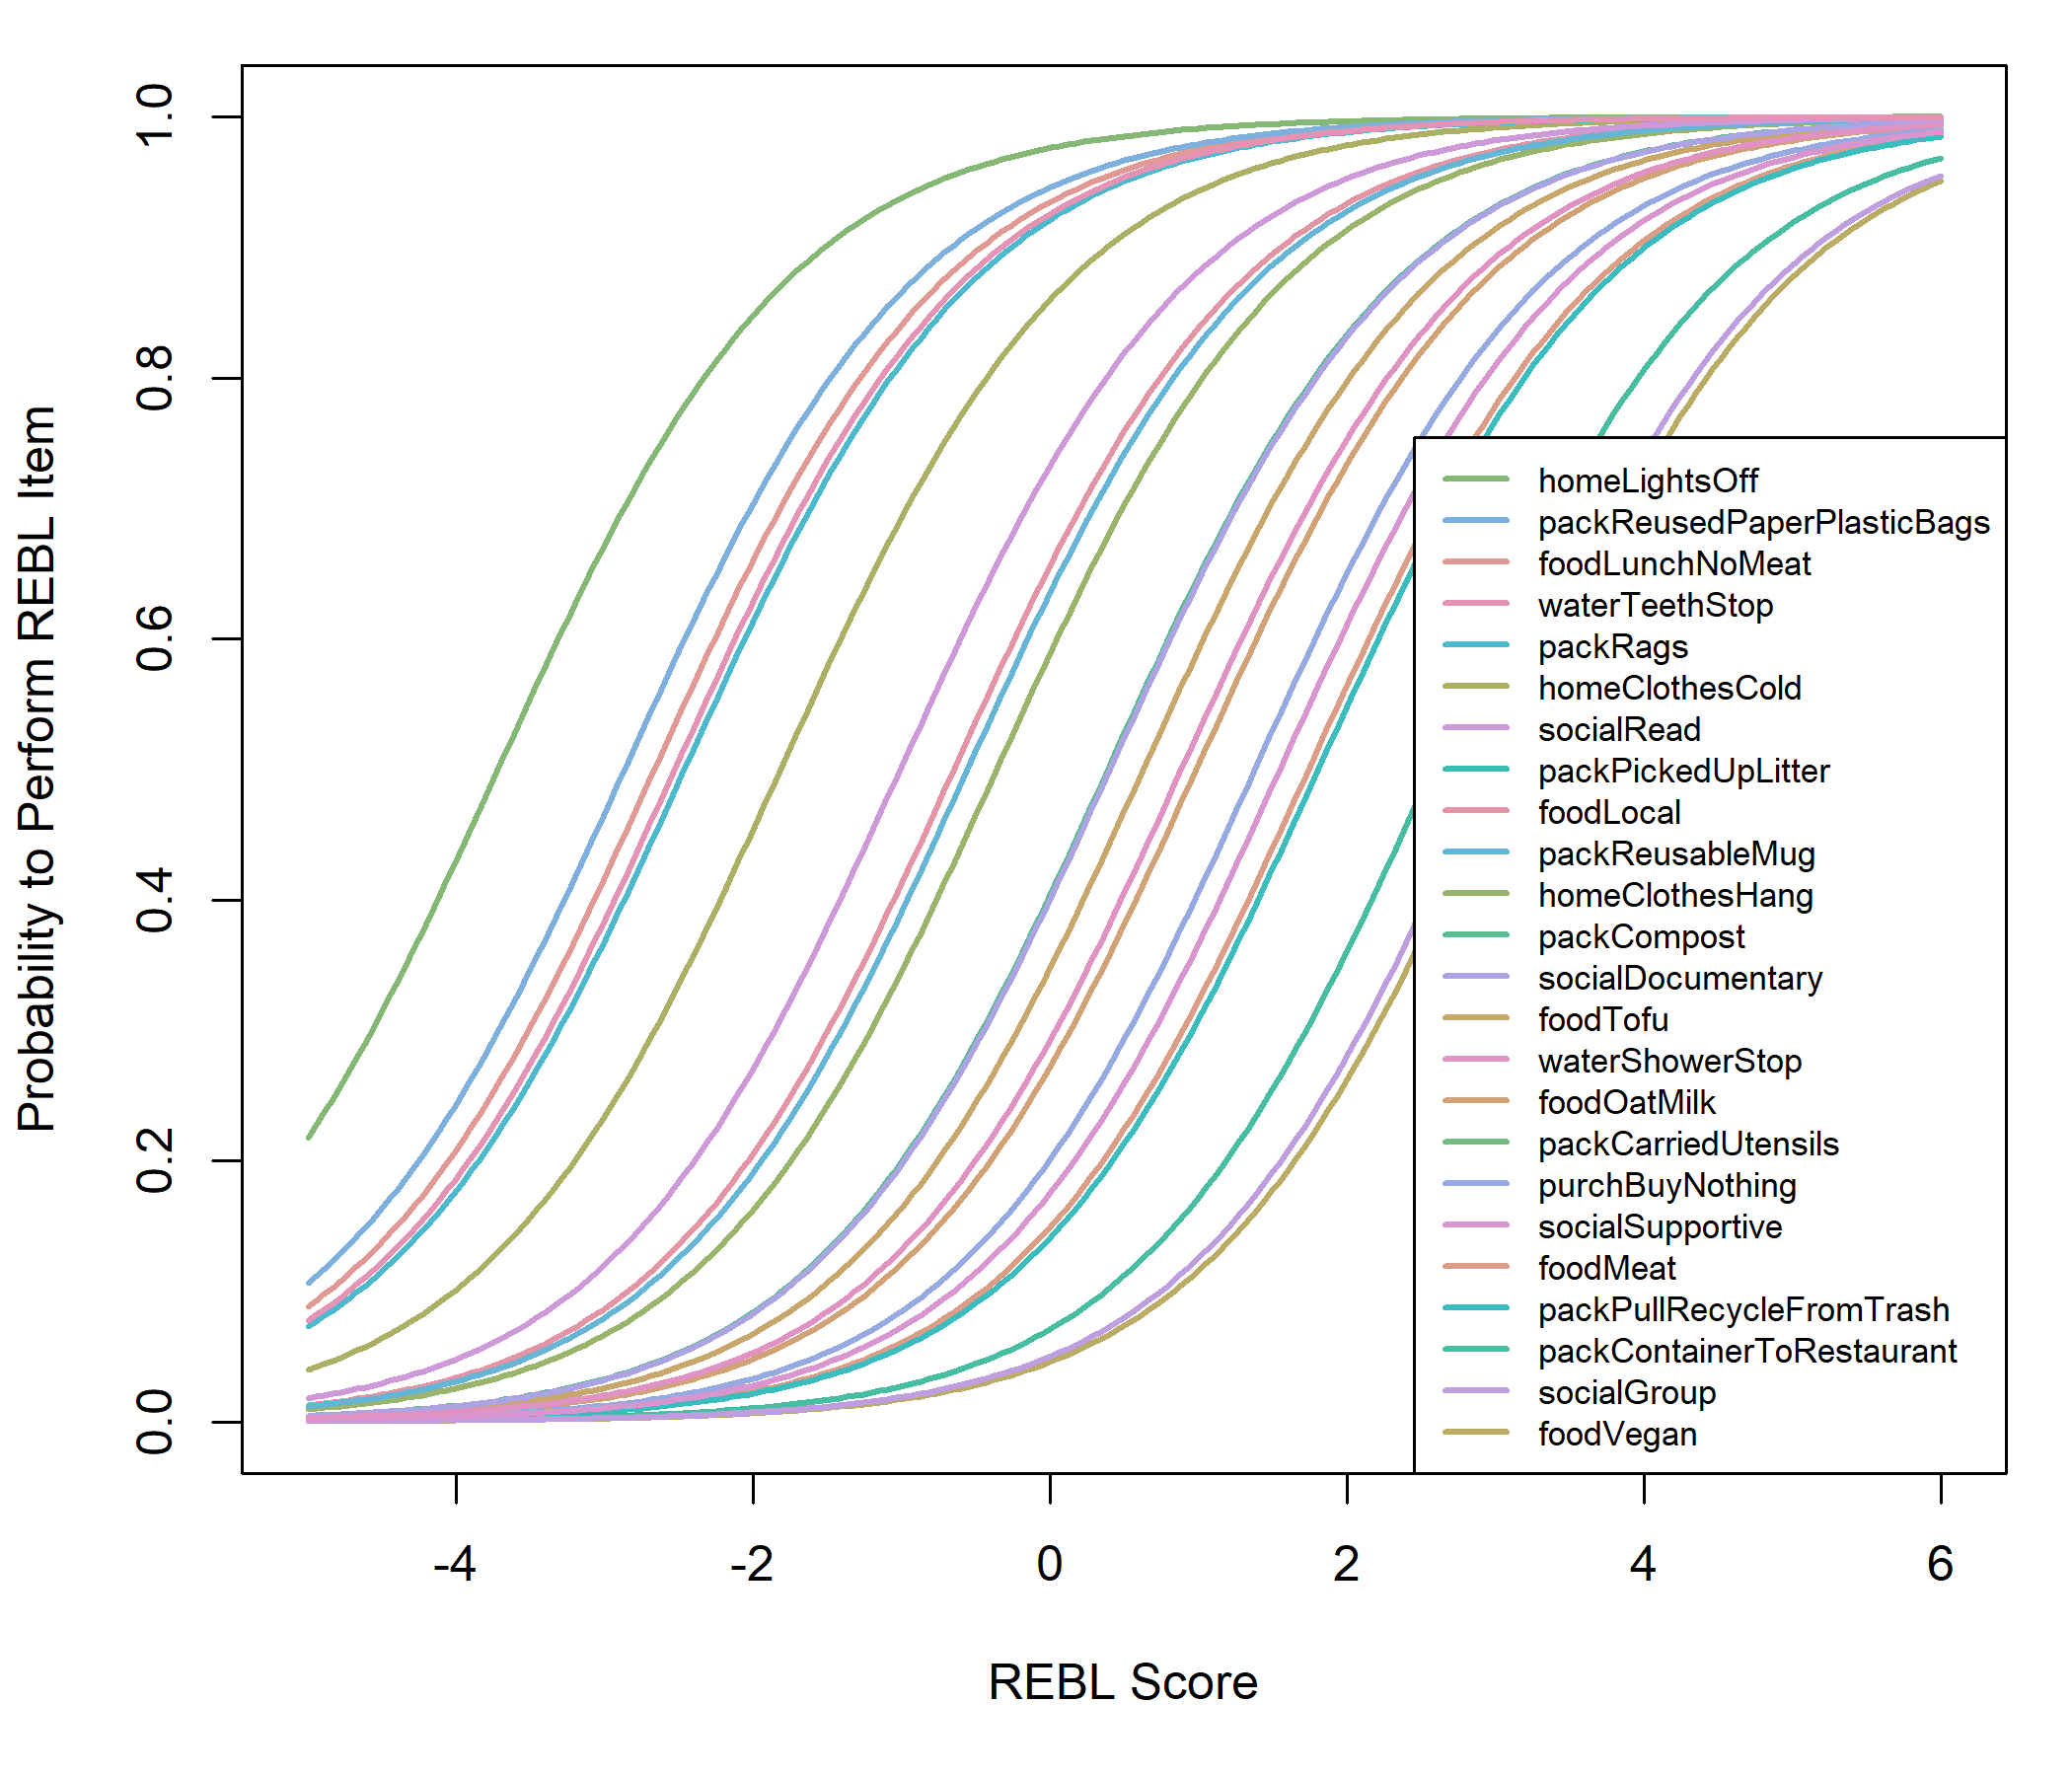 Probability to Perform REBL Item
1.0
0.8
0.6
0.4
0.2
0.0
homeLightsOff
packReusedPaperPlasticBags
foodLunchNoMeat
waterTeethStop
packRags
homeClothesCold
socialRead
packPickedUpLitter
foodLocal
packReusableMug
homeClothesHang
packCompost
socialDocumentary
foodTofu
waterShowerStop
foodOatMilk
packCarriedUtensils
purchBuyNothing
socialSupportive
foodMeat
packPullRecycleFromTrash
packContainerToRestaurant
socialGroup
foodVegan
-4 -2 0 2 4 6
REBL Score